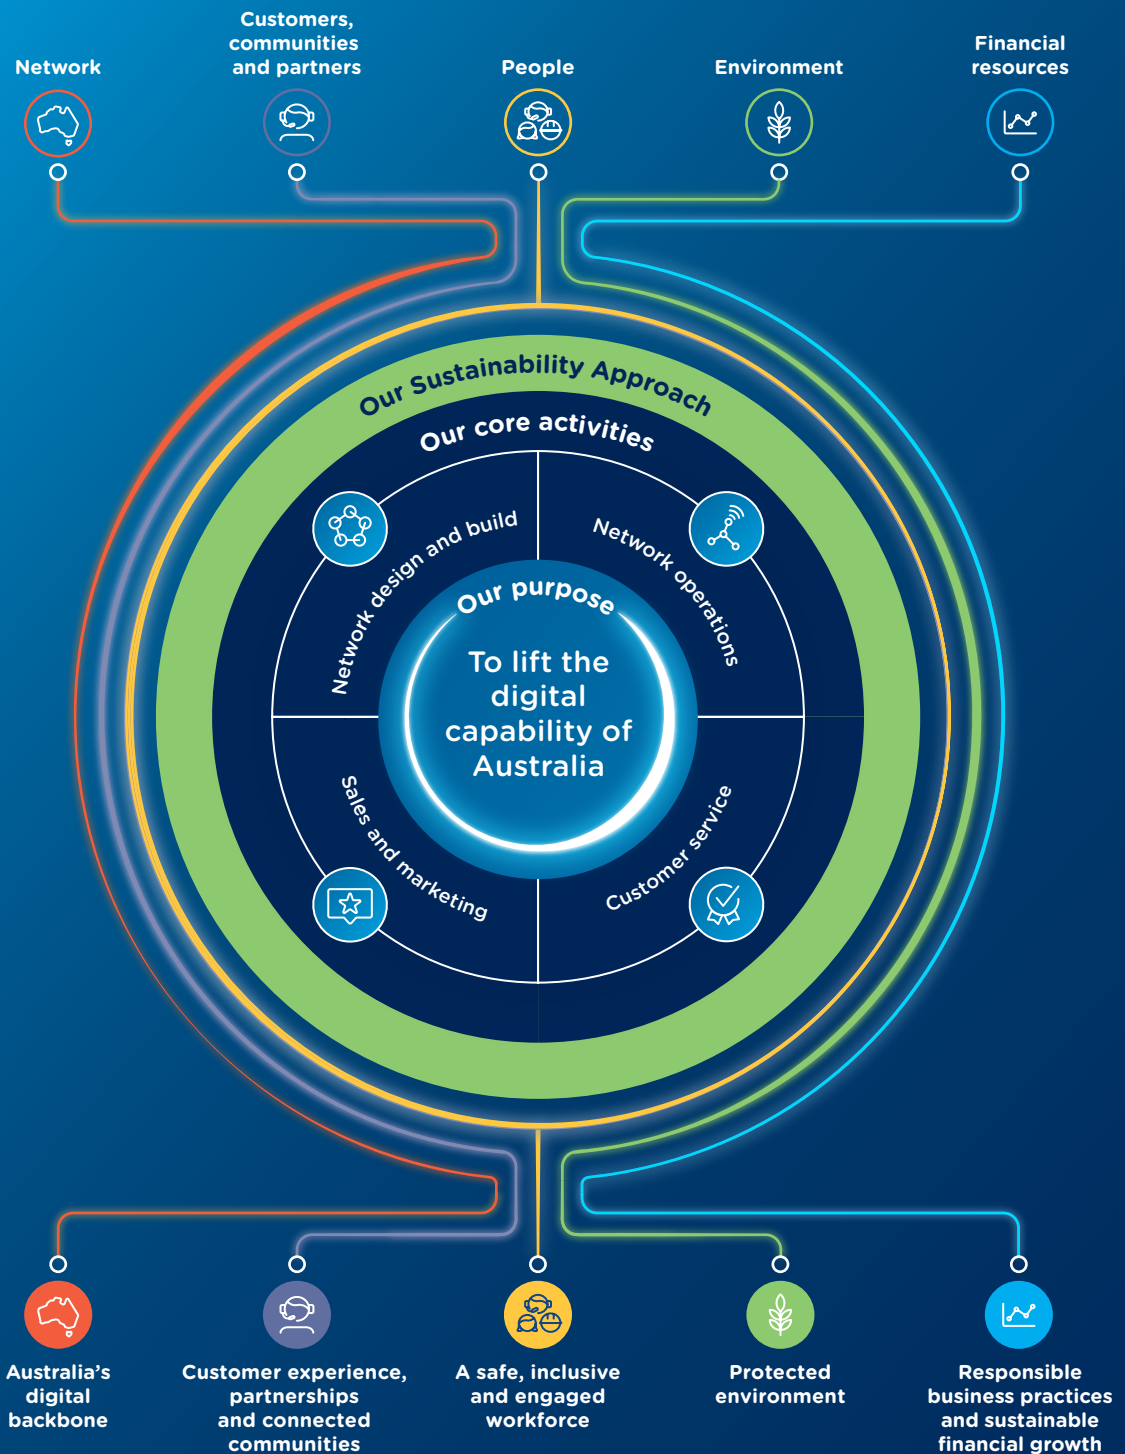 Customers,
communities
and partners
Network
People
Environment
Financial
resources
Our Sustainability Approach
Our core activities
Network design and build
Network operations
Our purpose
To lift the
digital
capability of
Australia
Sales and marketing
Customer service
Australia's
digital
backbone
Customer experience,
partnerships
and connected
communities
A safe, inclusive
and engaged
workforce
Protected
environment
Responsible
business practices
and sustainable
financial growth